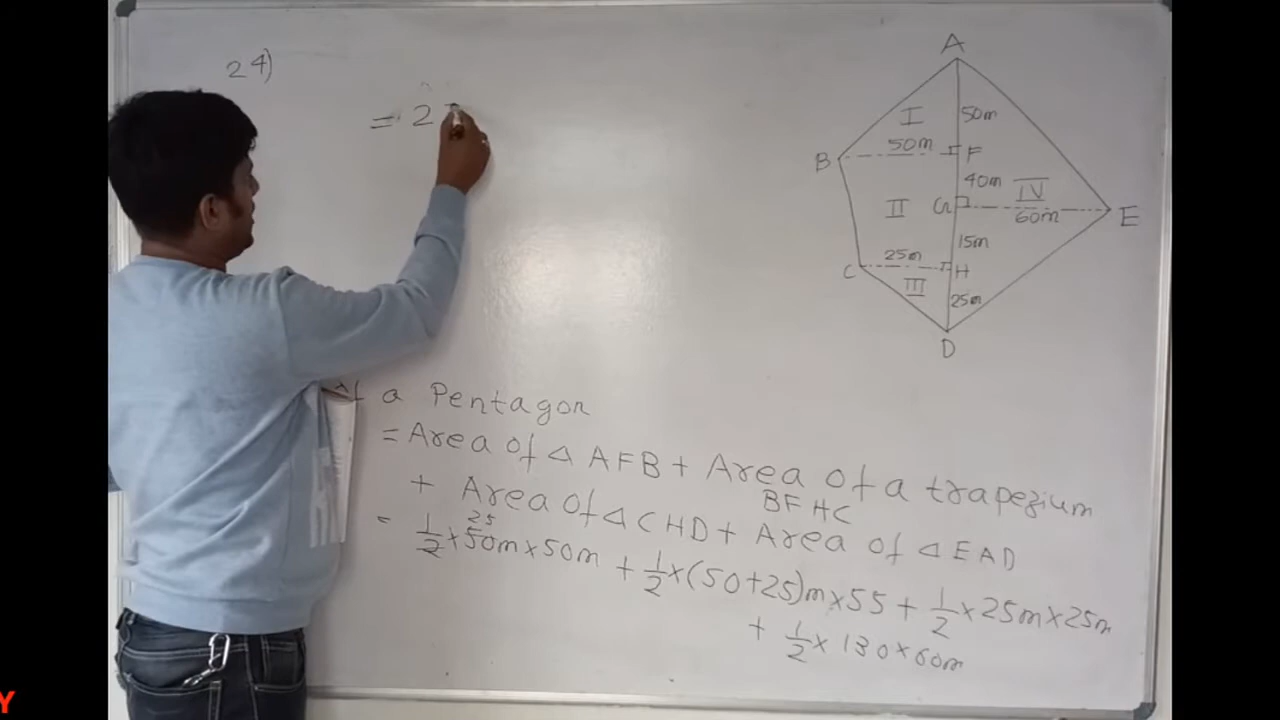 24)
= 2
A
I
50m
50m
B
F
40m
IV
II
G
60m
E
15m
25m
C
H
III
25m
D
f a Pentagon
= Area of △ AFB + Area of a trapezium
BFHC
+ Area of △ CHD + Area of △ EAD
25
= 1/2 × 50m × 50m + 1/2 × (50+25)m × 55 + 1/2 × 25m × 25m
+ 1/2 × 130 × 60m
Y